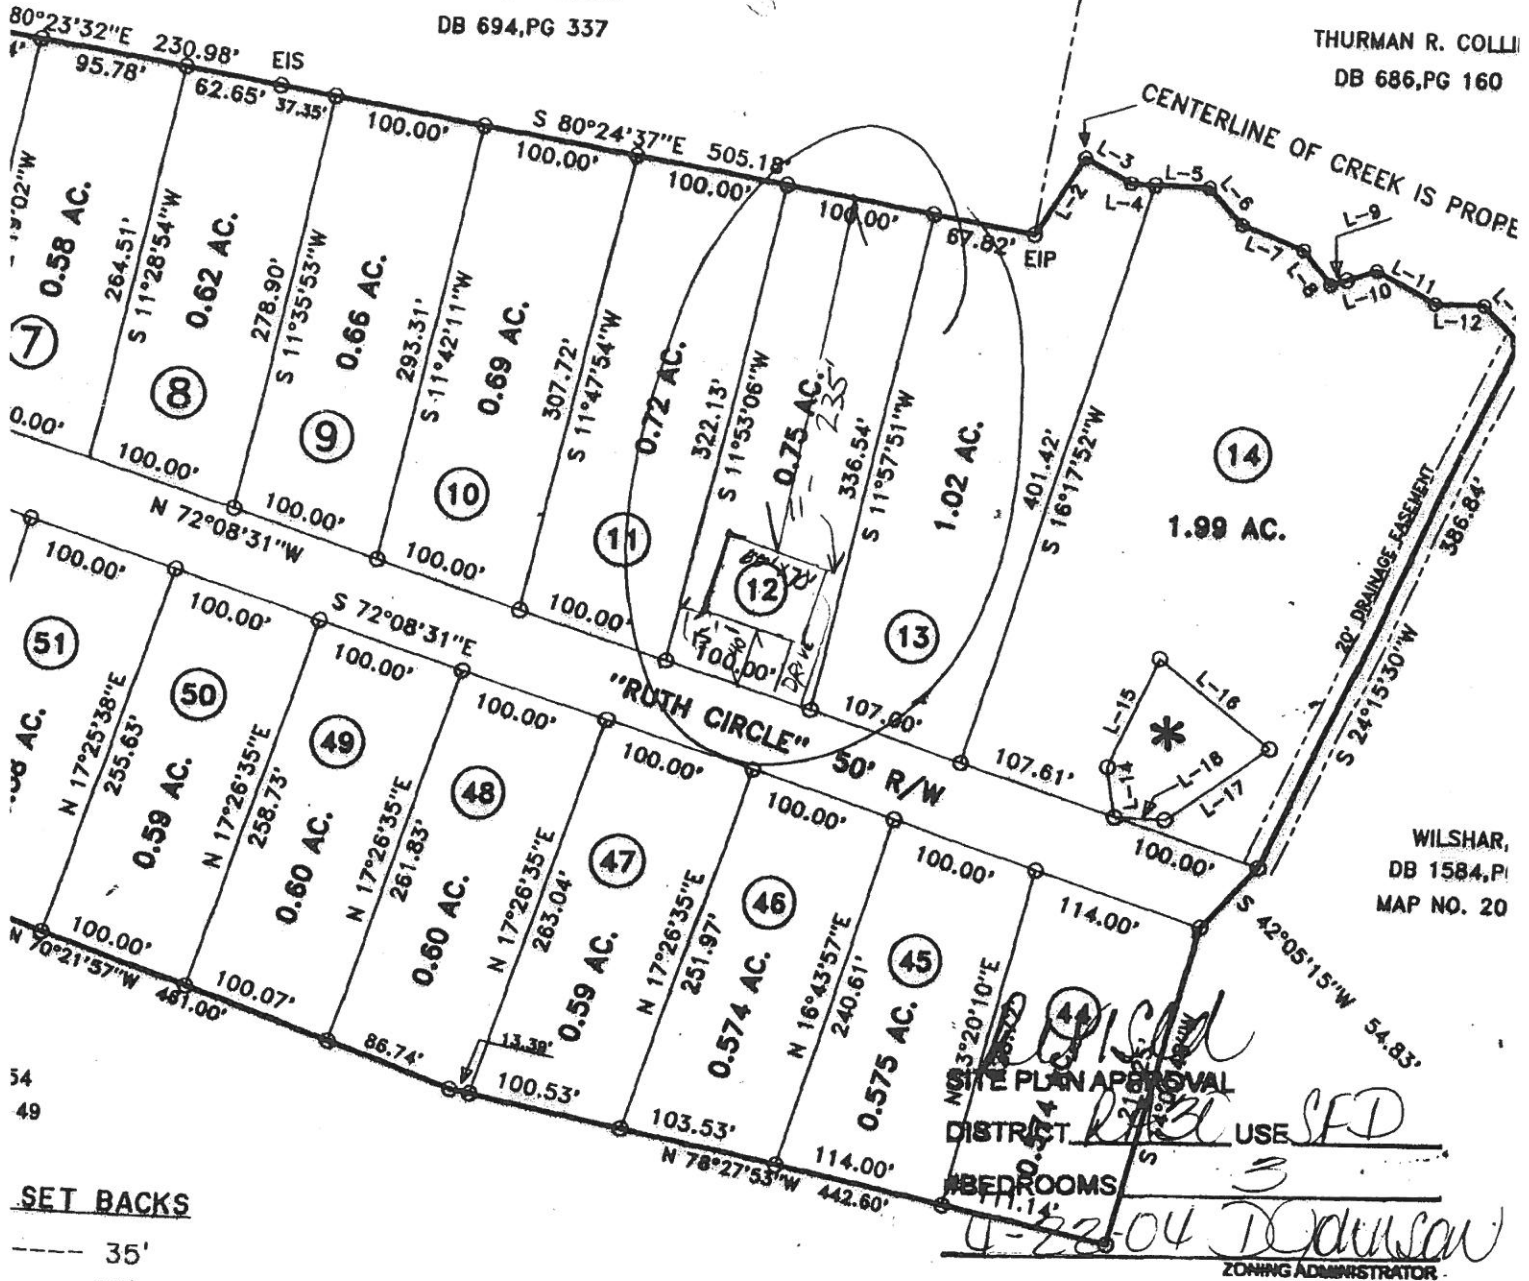 DB 694,PG 337
THURMAN R. COLLI
DB 686,PG 160
CENTERLINE OF CREEK IS PROPE
80°23'32"E 230.98'
95.78'
62.65'
EIS
37.35'
100.00'
S 80°24'37"E 505.18'
100.00'
100.00'
100.00'
67.82'
EIP
L-2
L-3
L-4
L-5
L-6
L-7
L-8
L-9
L-10
L-11
L-12
0.58 AC.
7
264.51'
S 11°28'54"W
0.62 AC.
8
278.90'
S 11°35'53"W
0.66 AC.
9
293.31'
S 11°42'11"W
0.69 AC.
10
307.72'
S 11°47'54"W
0.72 AC.
11
322.13'
S 11°53'06"W
0.75 AC.
235'
12
336.54'
S 11°57'51"W
1.02 AC.
13
401.42'
S 16°17'52"W
14
1.99 AC.
20' DRAINAGE EASEMENT
386.84'
S 24°15'30"W
0.00'
100.00'
N 72°08'31"W
100.00'
100.00'
100.00'
15'
40'
100.00'
DRIVE
107.00'
107.61'
100.00'
L-14
L-15
L-16
L-17
L-18
*
"RUTH CIRCLE" 50' R/W
100.00'
100.00'
S 72°08'31"E
100.00'
100.00'
100.00'
100.00'
100.00'
114.00'
51
N 17°25'38"E
255.63'
50
0.59 AC.
N 17°26'35"E
258.73'
49
0.60 AC.
N 17°26'35"E
261.83'
48
0.60 AC.
N 17°26'35"E
263.04'
47
0.59 AC.
N 17°26'35"E
251.97'
46
0.574 AC.
N 16°43'57"E
240.61'
45
0.575 AC.
44
WILSHAR,
DB 1584,P
MAP NO. 20
S 42°05'15"W 54.83'
N 70°21'57"W 461.00'
100.00'
100.07'
86.74'
13.39'
100.53'
103.53'
114.00'
N 78°27'53"W 442.60'
54
49
SET BACKS
---- 35'
SITE PLAN APPROVAL
DISTRICT USE SFD
#BEDROOMS 3
4-22-04
ZONING ADMINISTRATOR